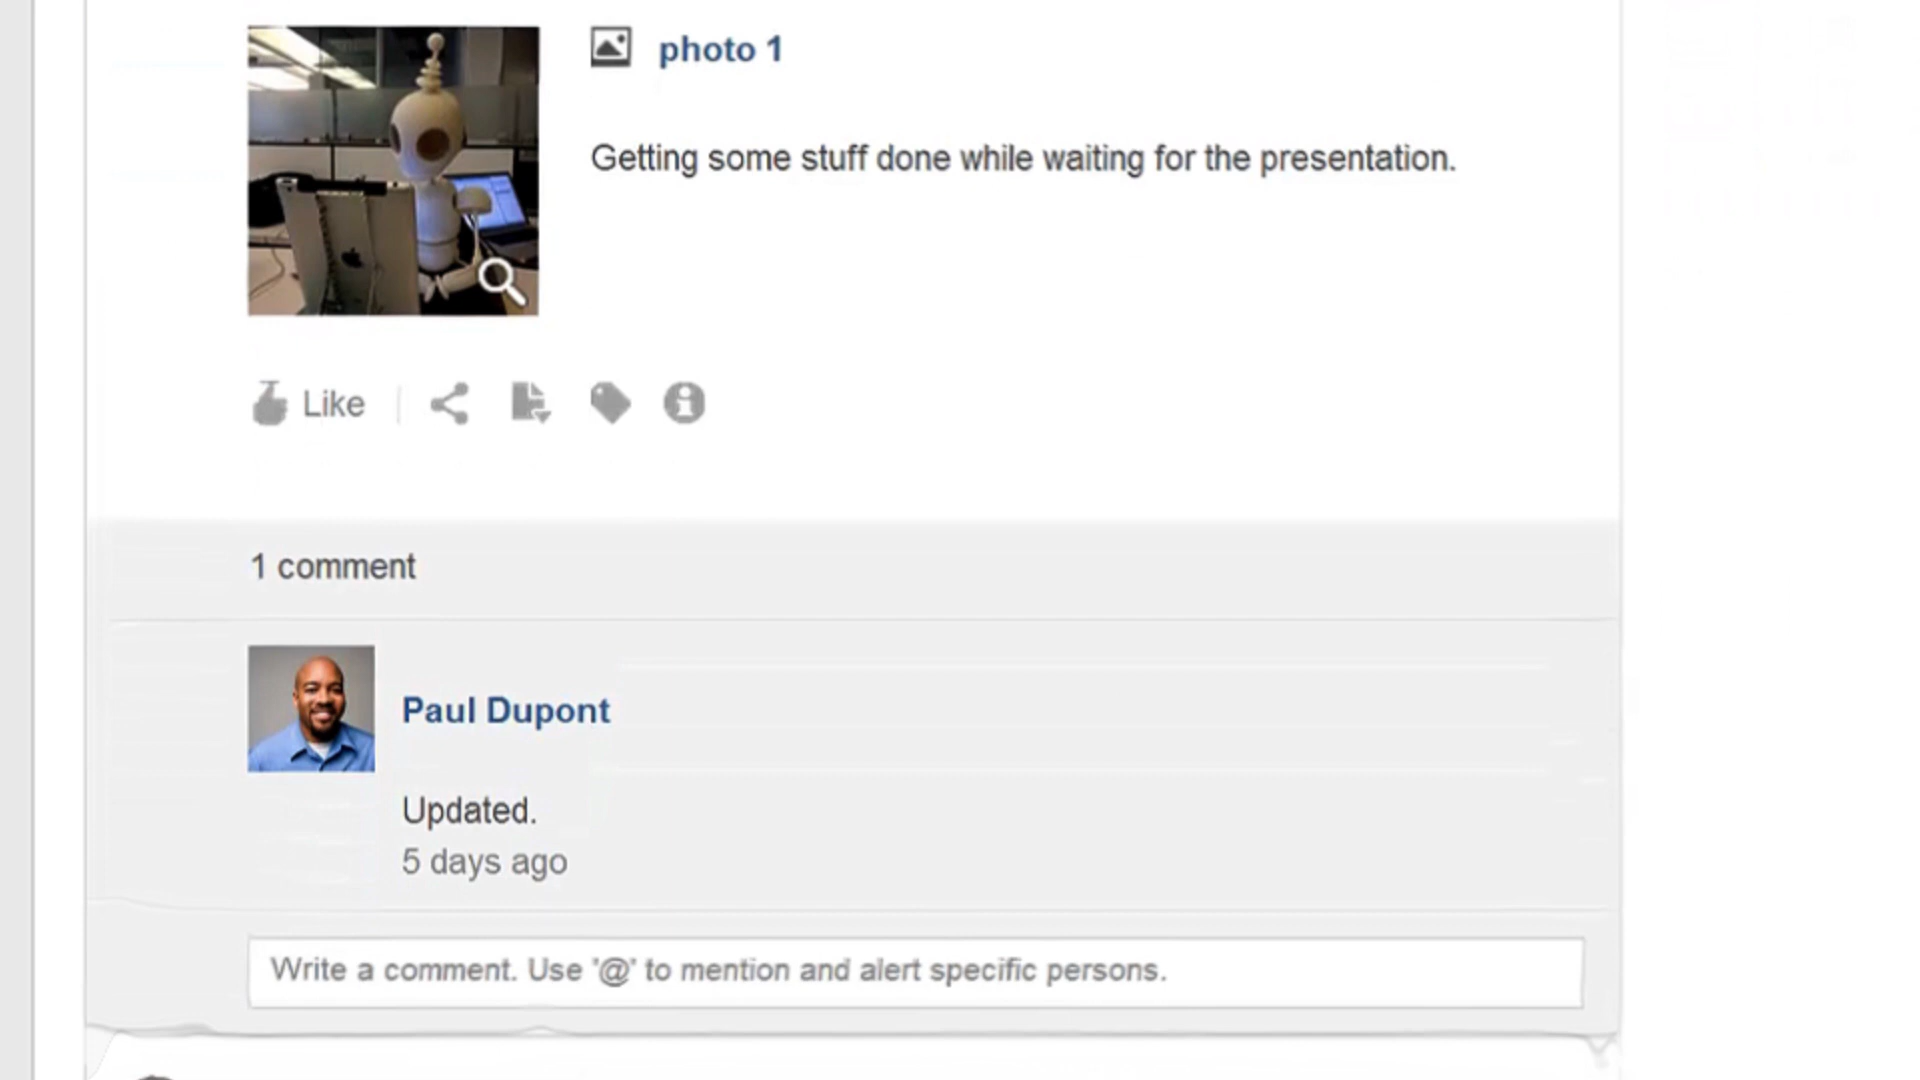 photo 1
Getting some stuff done while waiting for the presentation.
Like
1 comment
Paul Dupont
Updated.
5 days ago
Write a comment. Use '@' to mention and alert specific persons.